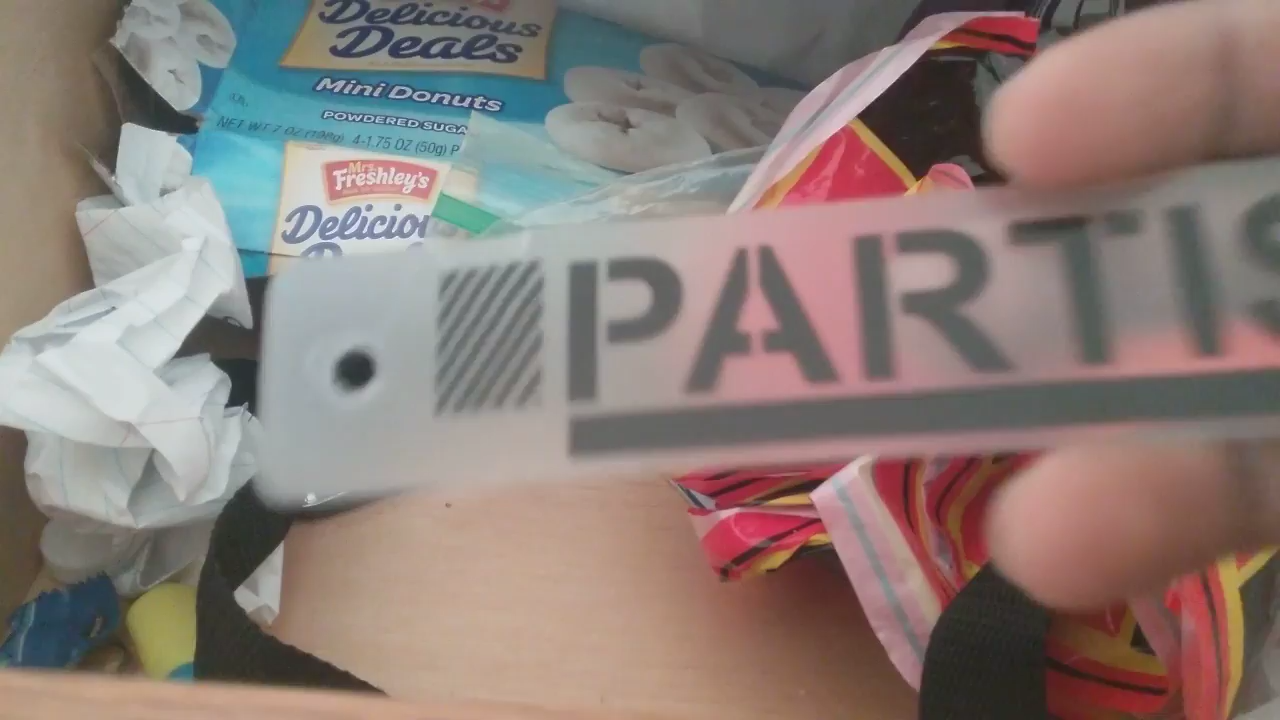 Delicious
Deals
Mini Donuts
POWDERED SUGA
NET WT 7 OZ (198g) 4-1.75 OZ (50g) P
Mrs.
Freshley's
Delicio
PARTIS